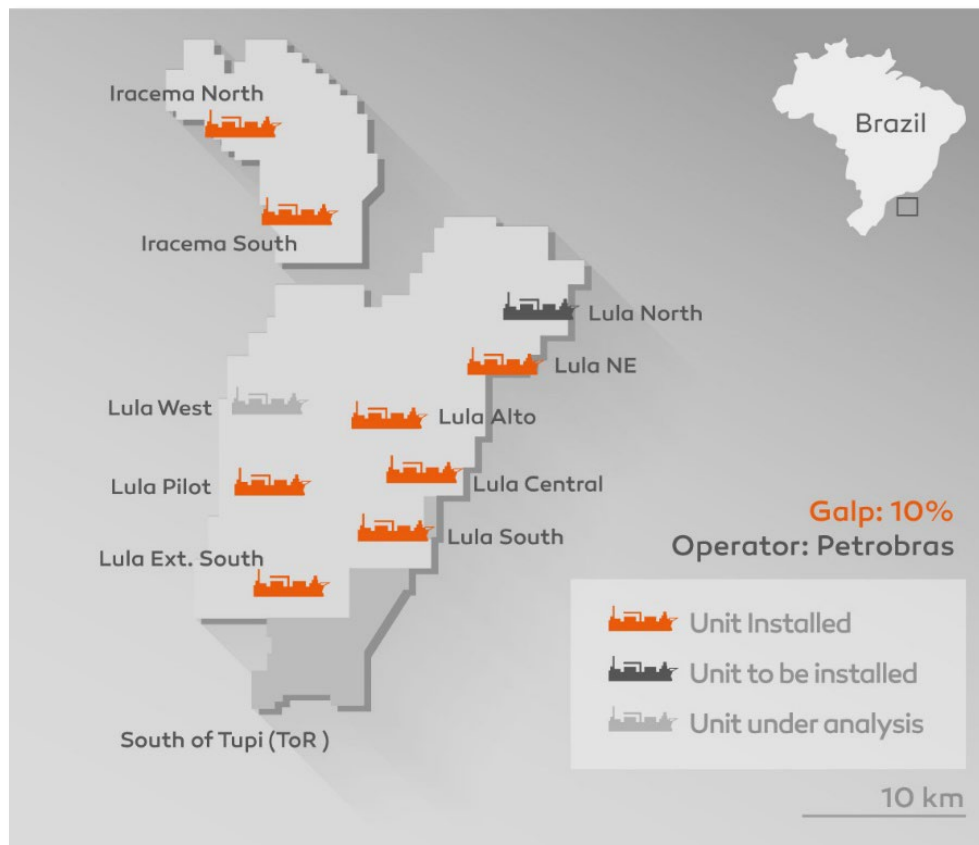 Iracema North
Brazil
Iracema South
Lula North
Lula NE
Lula West
Lula Alto
Lula Pilot
Lula Central
Galp: 10%
Lula South
Operator: Petrobras
Lula Ext. South
Unit Installed
Unit to be installed
Unit under analysis
South of Tupi (ToR )
10 km